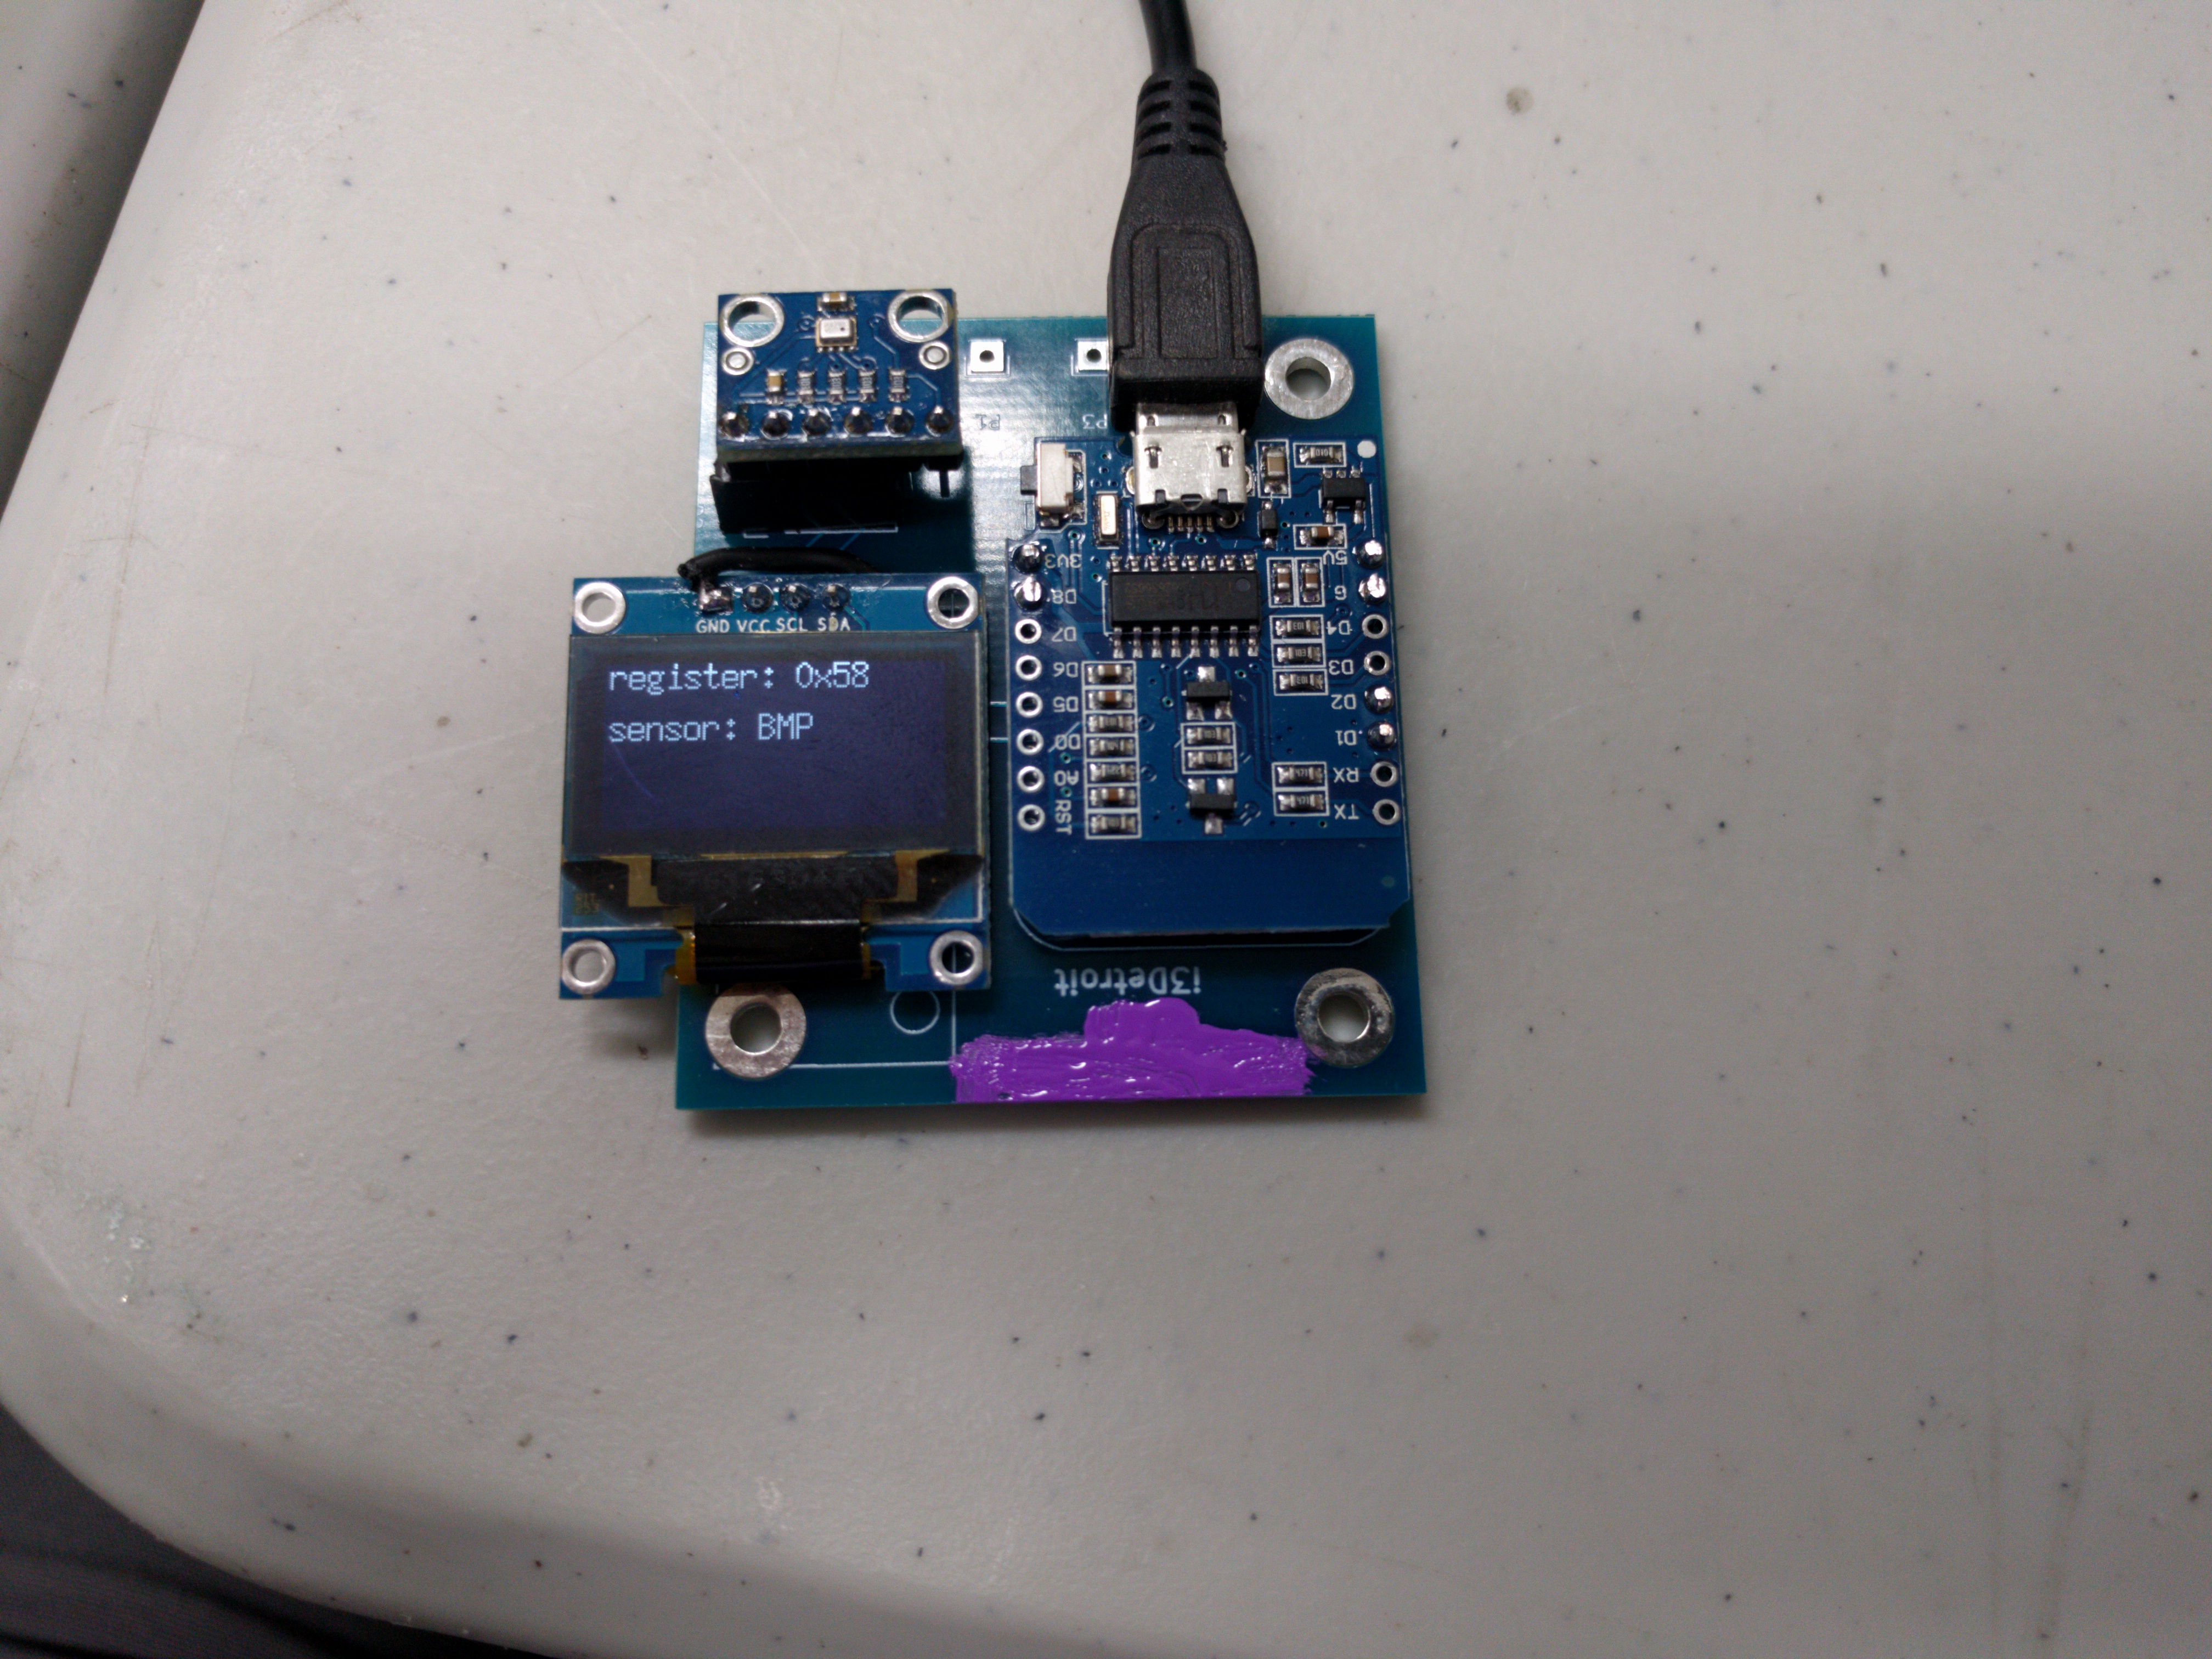 P1
P3
3V3
5V
D8
G
GND VCC SCL SDA
D7
D4
register: 0x58
D6
D3
sensor: BMP
D5
D2
D0
D1
A0
RX
RST
TX
i3Detroit